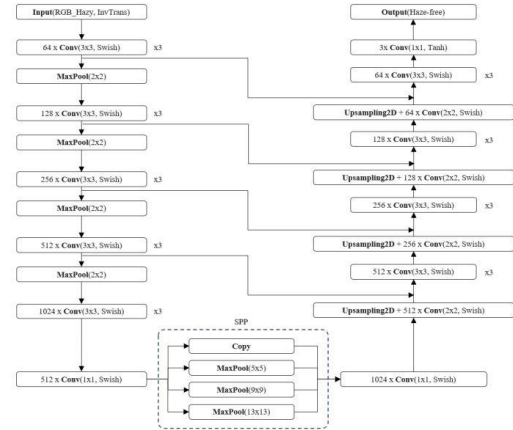 Input(RGB_Hazy, InvTrans)
64 x Conv(3x3, Swish) x3
MaxPool(2x2)
128 x Conv(3x3, Swish) x3
MaxPool(2x2)
256 x Conv(3x3, Swish) x3
MaxPool(2x2)
512 x Conv(3x3, Swish) x3
MaxPool(2x2)
1024 x Conv(3x3, Swish) x3
512 x Conv(1x1, Swish)
SPP
Copy
MaxPool(5x5)
MaxPool(9x9)
MaxPool(13x13)
1024 x Conv(1x1, Swish)
Output(Haze-free)
3x Conv(1x1, Tanh)
64 x Conv(3x3, Swish) x3
Upsampling2D + 64 x Conv(2x2, Swish)
128 x Conv(3x3, Swish) x3
Upsampling2D + 128 x Conv(2x2, Swish)
256 x Conv(3x3, Swish) x3
Upsampling2D + 256 x Conv(2x2, Swish)
512 x Conv(3x3, Swish) x3
Upsampling2D + 512 x Conv(2x2, Swish)